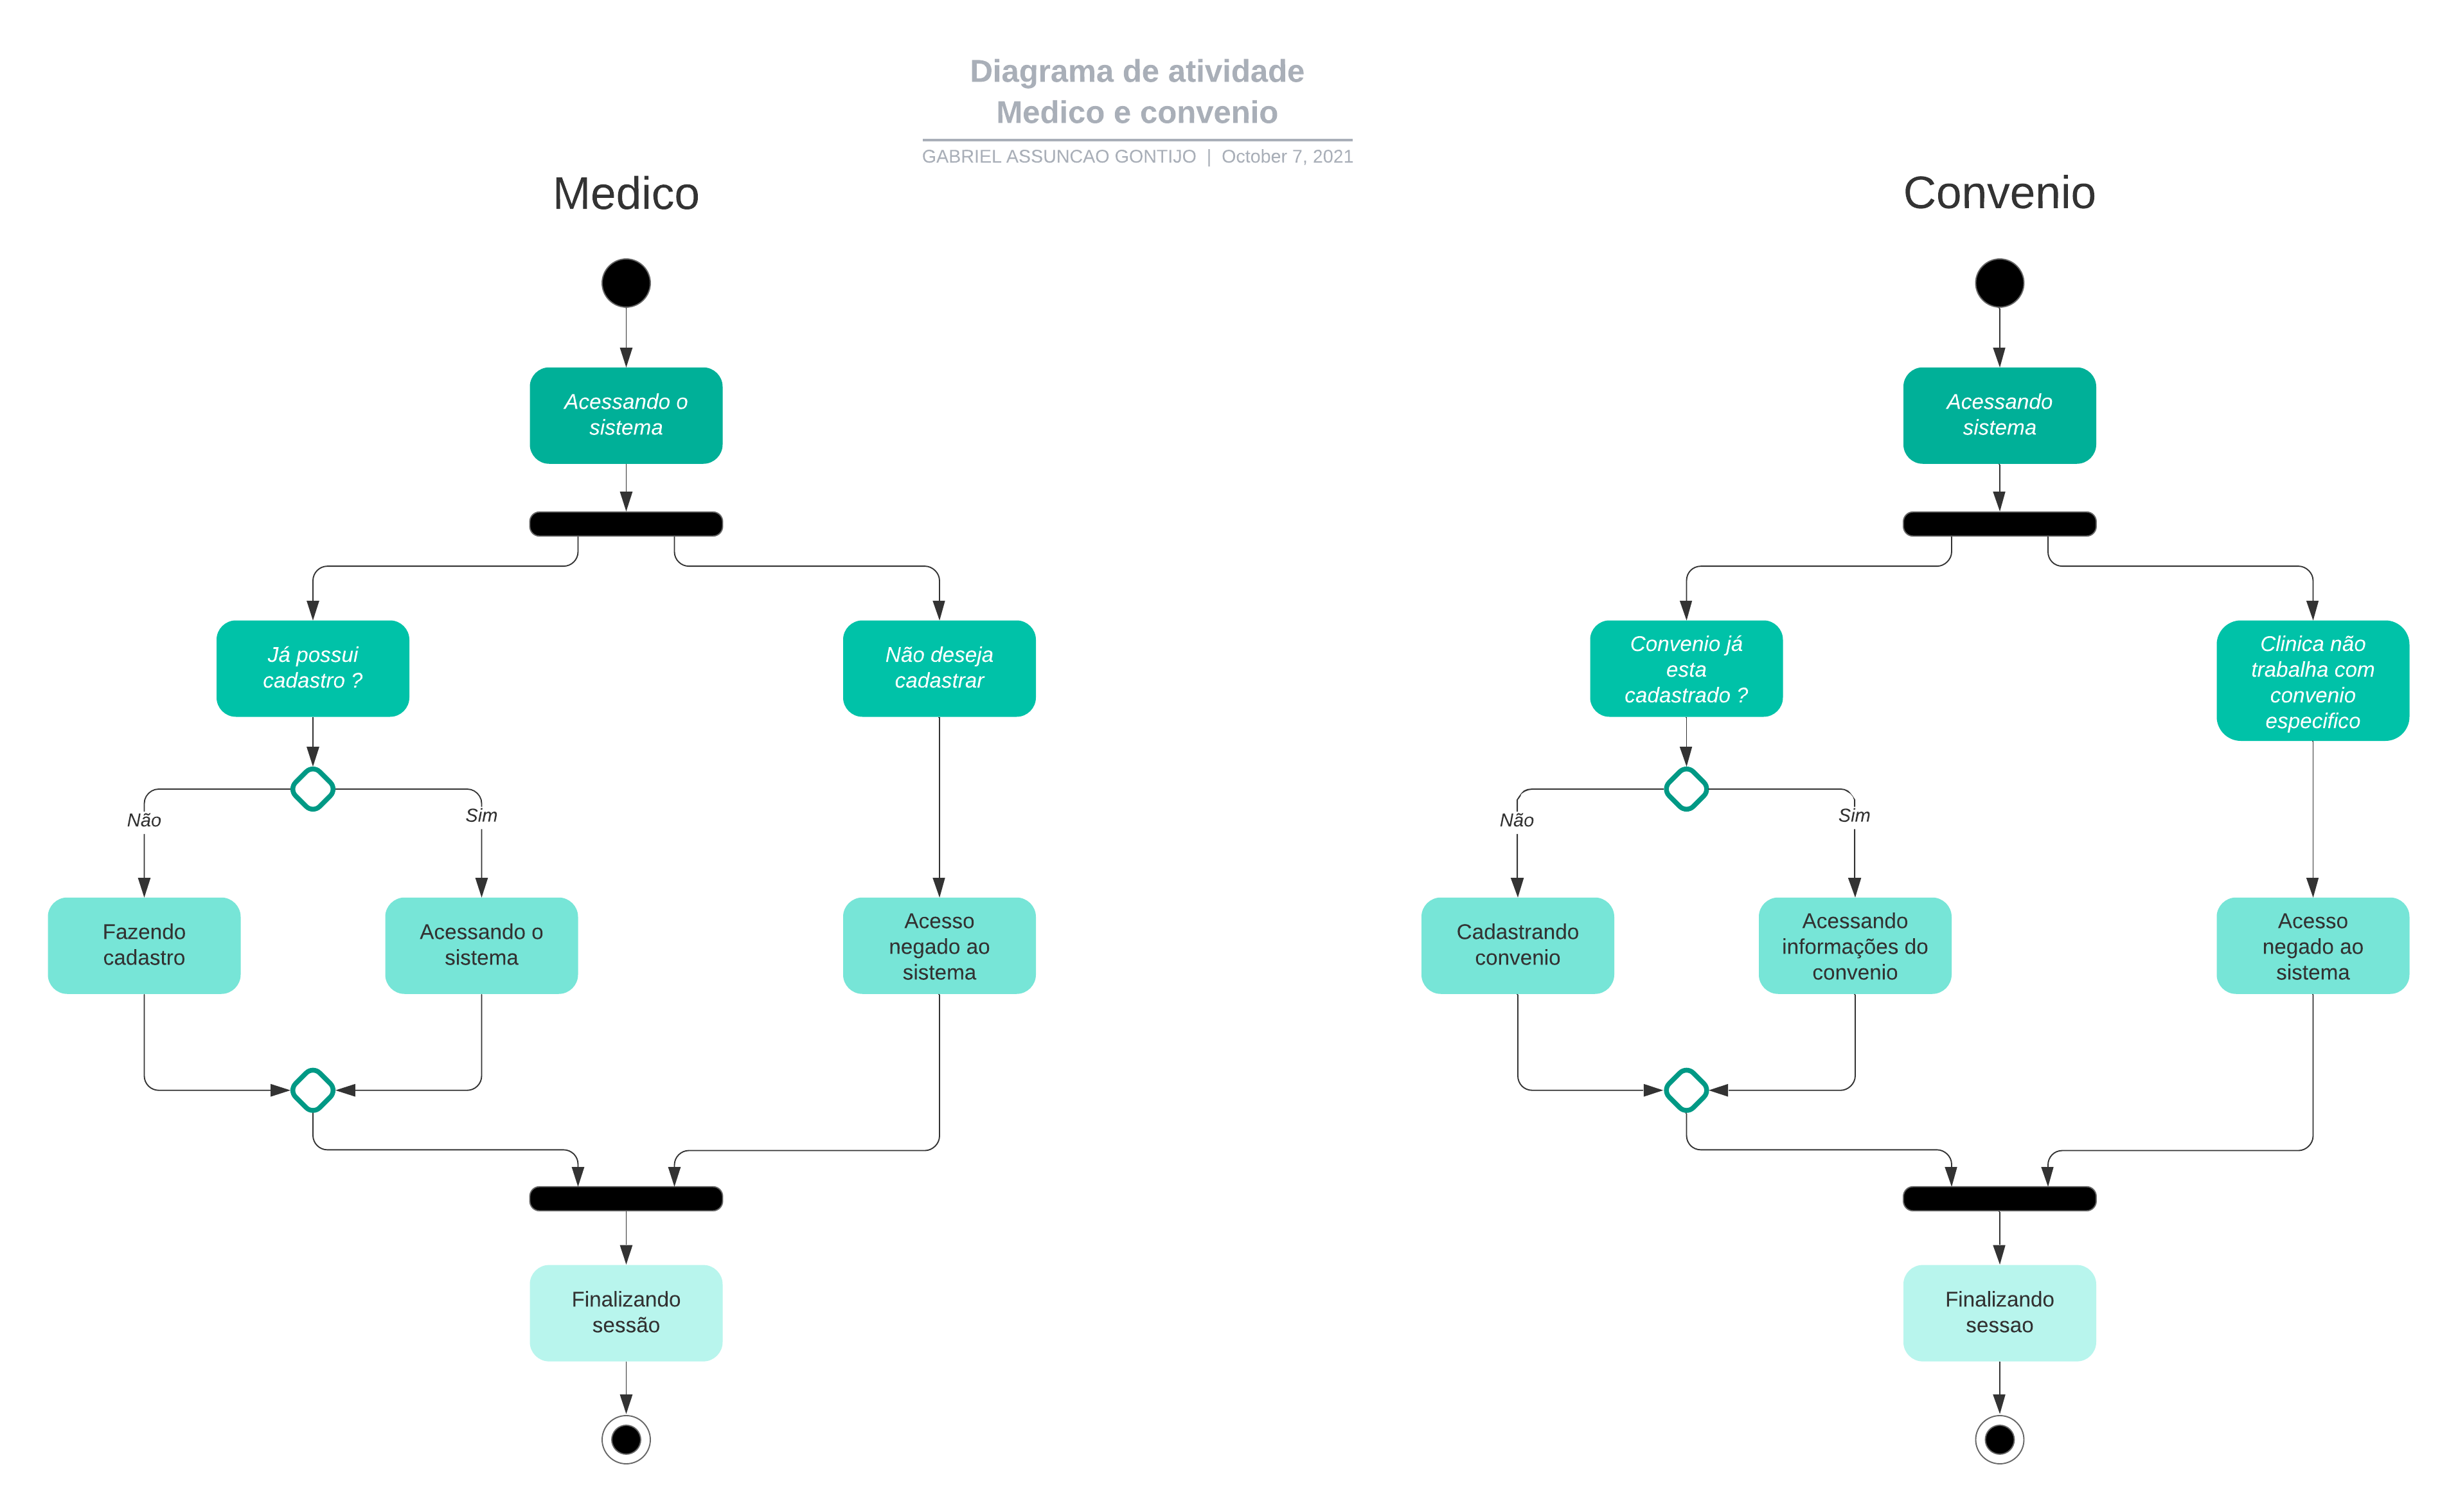 Diagrama de atividade
Medico e convenio
GABRIEL ASSUNCAO GONTIJO | October 7, 2021
Medico
Acessando o
sistema
Já possui
cadastro ?
Não deseja
cadastrar
Não
Sim
Fazendo
cadastro
Acessando o
sistema
Acesso
negado ao
sistema
Finalizando
sessão
Convenio
Acessando
sistema
Convenio já
esta
cadastrado ?
Clinica não
trabalha com
convenio
especifico
Não
Sim
Cadastrando
convenio
Acessando
informações do
convenio
Acesso
negado ao
sistema
Finalizando
sessao